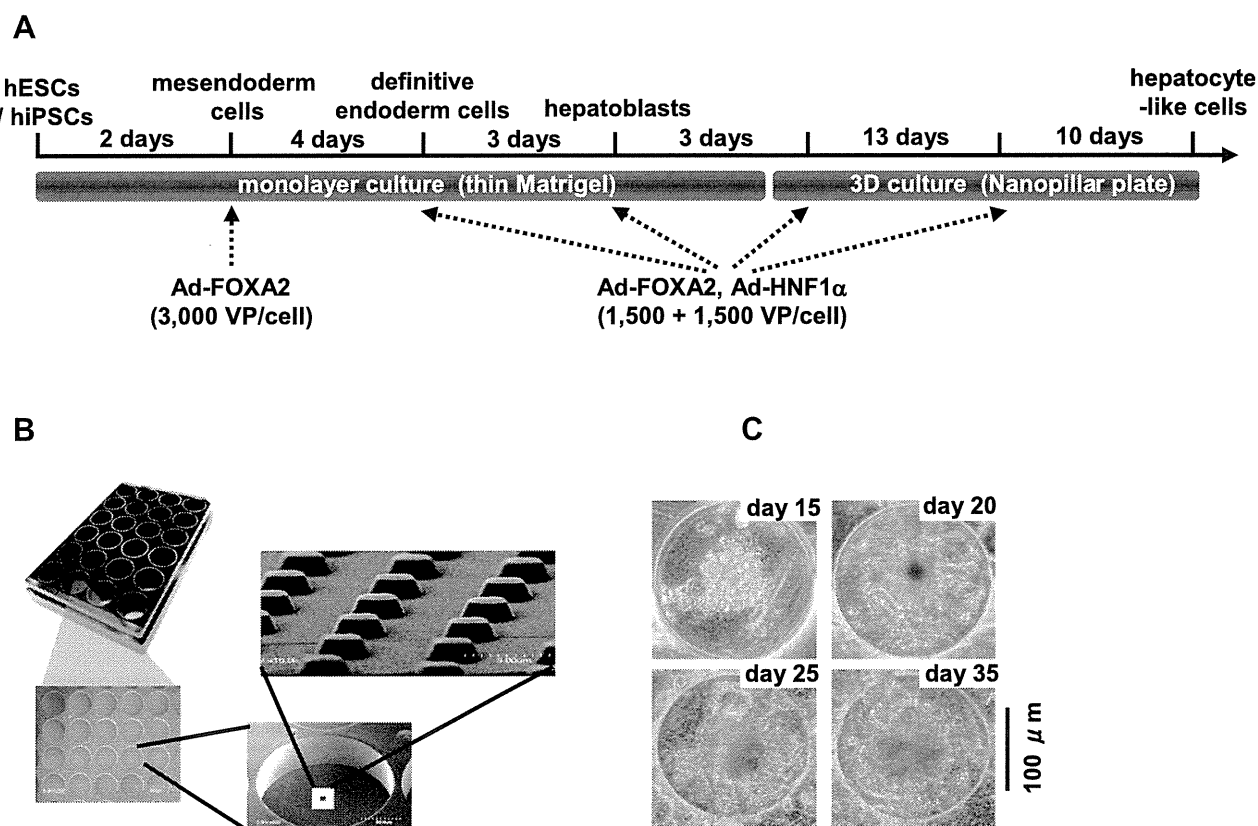 A
hESCs
/ hiPSCs
mesendoderm
cells
definitive
endoderm cells
hepatoblasts
hepatocyte
-like cells
2 days
4 days
3 days
3 days
13 days
10 days
monolayer culture (thin Matrigel)
3D culture (Nanopillar plate)
Ad-FOXA2
(3,000 VP/cell)
Ad-FOXA2, Ad-HNF1α
(1,500 + 1,500 VP/cell)
B
C
day 15
day 20
day 25
day 35
100 μm